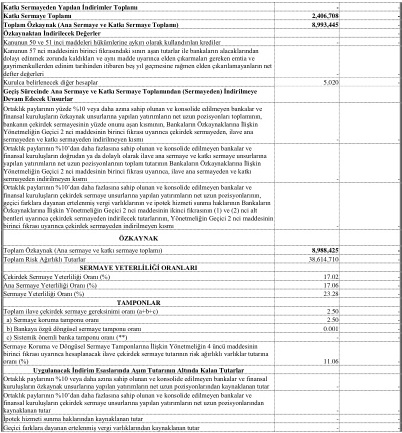 Katkı Sermayeden Yapılan İndirimler Toplamı - -
Katkı Sermaye Toplamı 2,406,708 -
Toplam Özkaynak (Ana Sermaye ve Katkı Sermaye Toplamı) 8,993,445 -
Özkaynaktan İndirilecek Değerler - -
Kanunun 50 ve 51 inci maddeleri hükümlerine aykırı olarak kullandırılan krediler - -
Kanunun 57 nci maddesinin birinci fıkrasındaki sınırı aşan tutarlar ile bankaların alacaklarından
dolayı edinmek zorunda kaldıkları ve aynı madde uyarınca elden çıkarmaları gereken emtia ve
gayrimenkullerden edinim tarihinden itibaren beş yıl geçmesine rağmen elden çıkarılamayanların net
defter değerleri - -
Kurulca belirlenecek diğer hesaplar 5,020 -
Geçiş Sürecinde Ana Sermaye ve Katkı Sermaye Toplamından (Sermayeden) İndirilmeye
Devam Edecek Unsurlar
Ortaklık paylarının yüzde %10 veya daha azına sahip olunan ve konsolide edilmeyen bankalar ve
finansal kuruluşların özkaynak unsurlarına yapılan yatırımların net uzun pozisyonları toplamının,
bankanın çekirdek sermayesinin yüzde onunu aşan kısmının, Bankaların Özkaynaklarına İlişkin
Yönetmeliğin Geçici 2 nci maddesinin birinci fıkrası uyarınca çekirdek sermayeden, ilave ana
sermayeden ve katkı sermayeden indirilmeyen kısmı - -
Ortaklık paylarının %10'dan daha fazlasına sahip olunan ve konsolide edilmeyen bankalar ve
finansal kuruluşların doğrudan ya da dolaylı olarak ilave ana sermaye ve katkı sermaye unsurlarına
yapılan yatırımların net uzun pozisyonlarının toplam tutarının Bankaların Özkaynaklarına İlişkin
Yönetmeliğin Geçici 2 nci maddesinin birinci fıkrası uyarınca, ilave ana sermayeden ve katkı
sermayeden indirilmeyen kısmı - -
Ortaklık paylarının %10'dan daha fazlasına sahip olunan ve konsolide edilmeyen bankalar ve
finansal kuruluşların çekirdek sermaye unsurlarına yapılan yatırımların net uzun pozisyonlarının,
geçici farklara dayanan ertelenmiş vergi varlıklarının ve ipotek hizmeti sunma haklarının Bankaların
Özkaynaklarına İlişkin Yönetmeliğin Geçici 2 nci maddesinin ikinci fıkrasının (1) ve (2) nci alt
bentleri uyarınca çekirdek sermayeden indirilecek tutarlarının, Yönetmeliğin Geçici 2 nci maddesinin
birinci fıkrası uyarınca çekirdek sermayeden indirilmeyen kısmı - -
ÖZKAYNAK
Toplam Özkaynak (Ana sermaye ve katkı sermaye toplamı) 8,988,425 -
Toplam Risk Ağırlıklı Tutarlar 38,614,710 -
SERMAYE YETERLİLİĞİ ORANLARI
Çekirdek Sermaye Yeterliliği Oranı (%) 17.02 -
Ana Sermaye Yeterliliği Oranı (%) 17.06 -
Sermaye Yeterliliği Oranı (%) 23.28 -
TAMPONLAR
Toplam ilave çekirdek sermaye gereksinimi oranı (a+b+c) 2.50 -
a) Sermaye koruma tamponu oranı 2.50 -
b) Bankaya özgü döngüsel sermaye tamponu oranı 0.001 -
c) Sistemik önemli banka tamponu oranı (**) - -
Sermaye Koruma ve Döngüsel Sermaye Tamponlarına İlişkin Yönetmeliğin 4 üncü maddesinin
birinci fıkrası uyarınca hesaplanacak ilave çekirdek sermaye tutarının risk ağırlıklı varlıklar tutarına
oranı (%) 11.06 -
Uygulanacak İndirim Esaslarında Aşım Tutarının Altında Kalan Tutarlar
Ortaklık paylarının %10 veya daha azına sahip olunan ve konsolide edilmeyen bankalar ve finansal
kuruluşların özkaynak unsurlarına yapılan yatırımların net uzun pozisyonlarından kaynaklanan tutar - -
Ortaklık paylarının %10'dan daha fazlasına sahip olunan ve konsolide edilmeyen bankalar ve
finansal kuruluşların çekirdek sermaye unsurlarına yapılan yatırımların net uzun pozisyonlarından
kaynaklanan tutar - -
İpotek hizmeti sunma haklarından kaynaklanan tutar - -
Geçici farklara dayanan ertelenmiş vergi varlıklarından kaynaklanan tutar - -